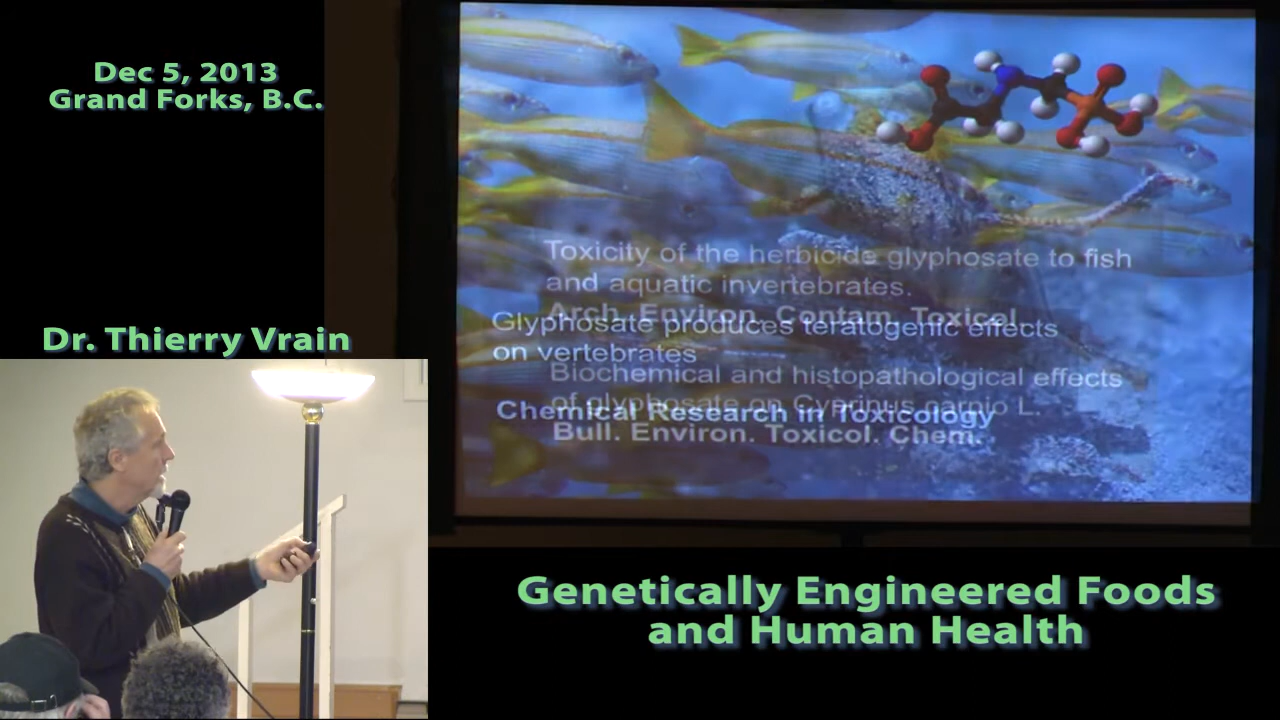 Dec 5, 2013
Grand Forks, B.C.
Dr. Thierry Vrain
Toxicity of the herbicide glyphosate to fish
and aquatic invertebrates.
Arch. Environ. Contam. Toxicol.
Glyphosate produces teratogenic effects
on vertebrates
Biochemical and histopathological effects
of glyphosate on Cyprinus carpio L.
Chemical Research in Toxicology
Bull. Environ. Toxicol. Chem.
Genetically Engineered Foods
and Human Health